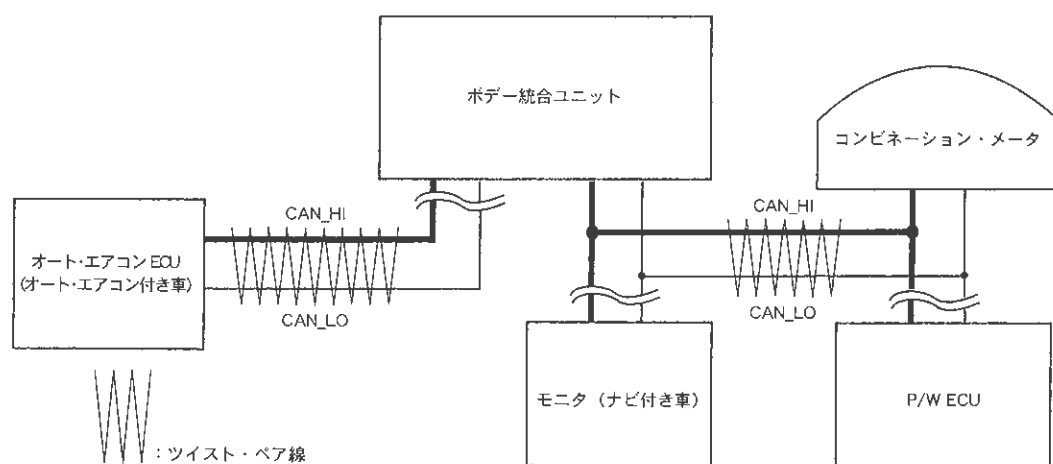 ボデー統合ユニット
コンビネーション・メータ
CAN_HI
CAN_HI
オート・エアコン ECU
(オート・エアコン付き車)
CAN_LO
CAN_LO
モニタ (ナビ付き車)
P/W ECU
: ツイスト・ペア線